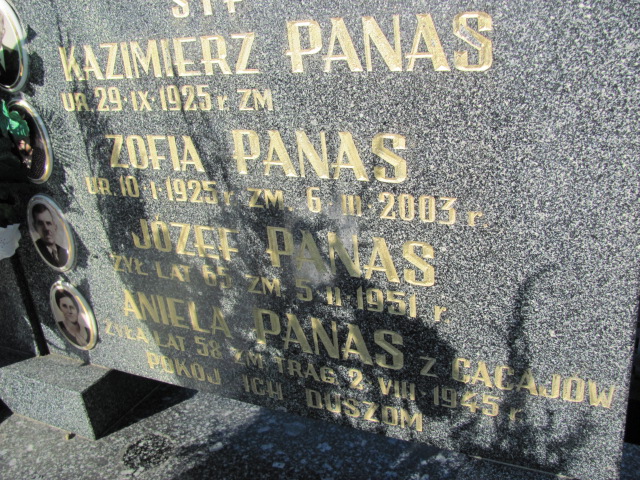 Ś†P
KAZIMIERZ PANAS
UR. 29·IX·1925 r ZM
ZOFIA PANAS
UR. 10·I·1925 r ZM. 6·III·2003 r.
JÓZEF PANAS
ŻYŁ LAT 65 ZM. 5·II·1951 r.
ANIELA PANAS Z CACAJÓW
ŻYŁA LAT 58 ZM TRAG. 2·VIII·1945 r
POKÓJ ICH DUSZOM